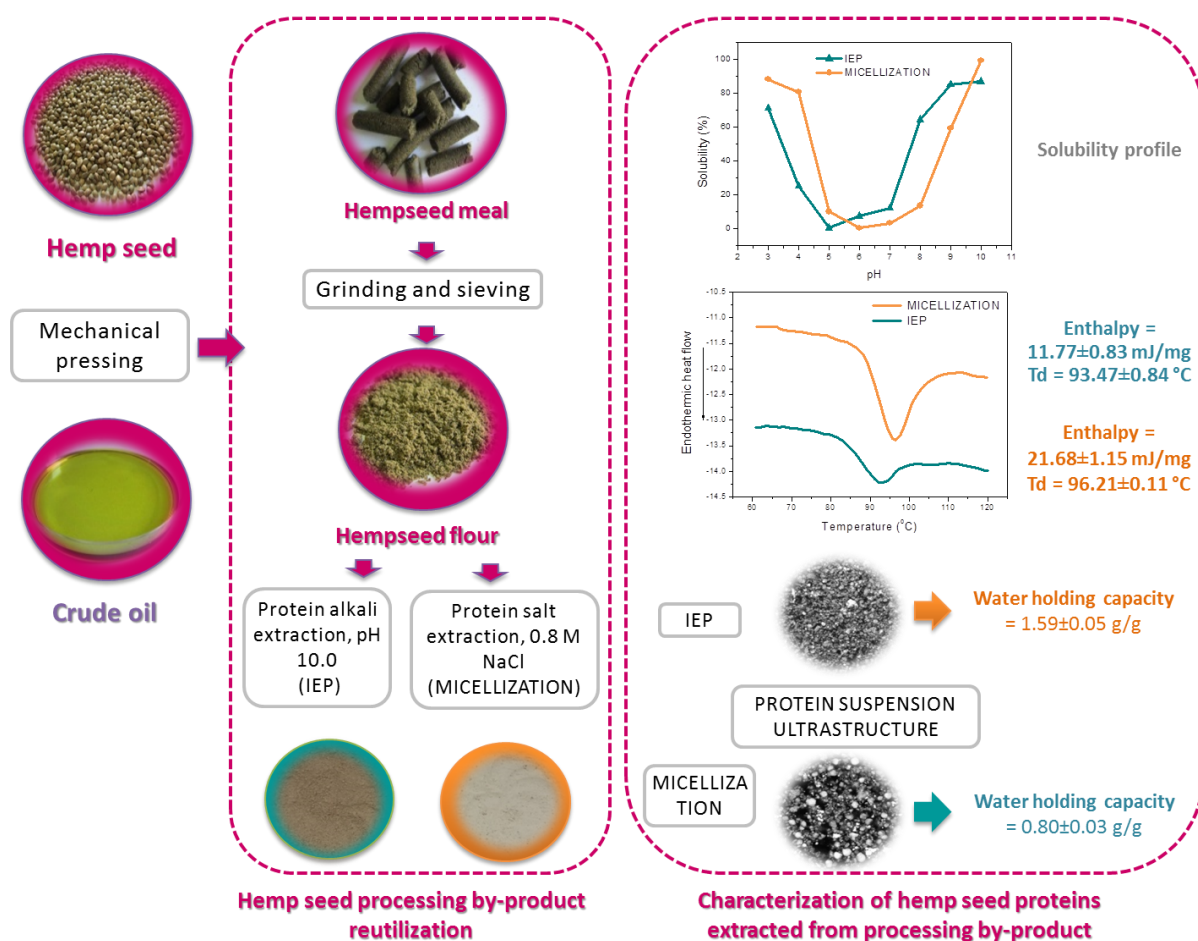 Hemp seed
Mechanical
pressing
Crude oil
Hempseed meal
Grinding and sieving
Hempseed flour
Protein alkali
extraction, pH
10.0
(IEP)
Protein salt
extraction, 0.8 M
NaCl
(MICELLIZATION)
Hemp seed processing by-product
reutilization
IEP
MICELLIZATION
100
80
60
40
20
0
Solubility (%)
2 3 4 5 6 7 8 9 10 11
pH
Solubility profile
-10.5
-11.0
-11.5
-12.0
-13.0
-13.5
-14.0
-14.5
Endothermic heat flow
MICELLIZATION
IEP
60 70 80 90 100 110 120
Temperature (°C)
Enthalpy =
11.77±0.83 mJ/mg
Td = 93.47±0.84 °C
Enthalpy =
21.68±1.15 mJ/mg
Td = 96.21±0.11 °C
IEP
Water holding capacity
= 1.59±0.05 g/g
PROTEIN SUSPENSION
ULTRASTRUCTURE
MICELLIZA
TION
Water holding capacity
= 0.80±0.03 g/g
Characterization of hemp seed proteins
extracted from processing by-product